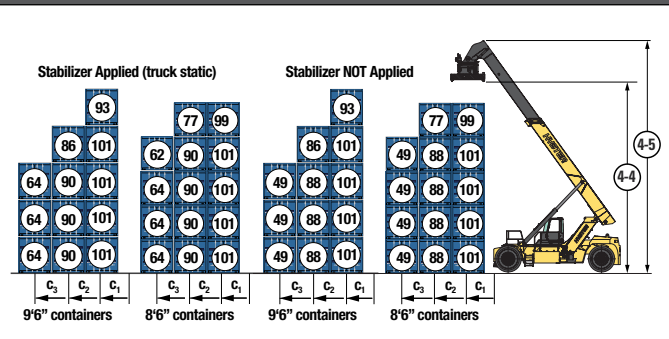 Stabilizer Applied (truck static)
Stabilizer NOT Applied
93
86 101
64 90 101
64 90 101
64 90 101
77 99
62 90 101
64 90 101
64 90 101
64 90 101
93
86 101
49 88 101
49 88 101
49 88 101
77 99
49 88 101
49 88 101
49 88 101
49 88 101
HYSTER
4-5
4-4
C3 C2 C1
C3 C2 C1
C3 C2 C1
C3 C2 C1
9‘6” containers
8‘6” containers
9‘6” containers
8‘6” containers